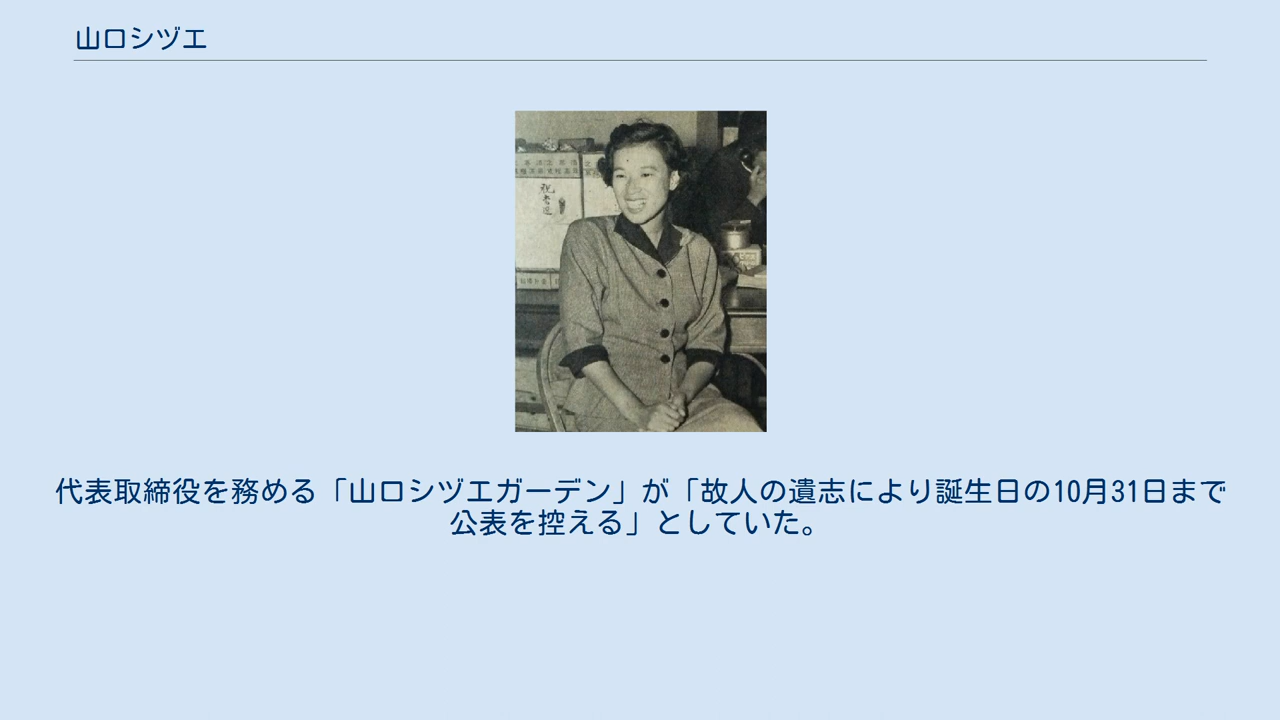 山口シヅエ
代表取締役を務める「山口シヅエガーデン」が「故人の遺志により誕生日の10月31日まで
公表を控える」としていた。